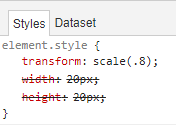 Styles Dataset
element.style {
transform: scale(.8);
width: 20px;
height: 20px;
}